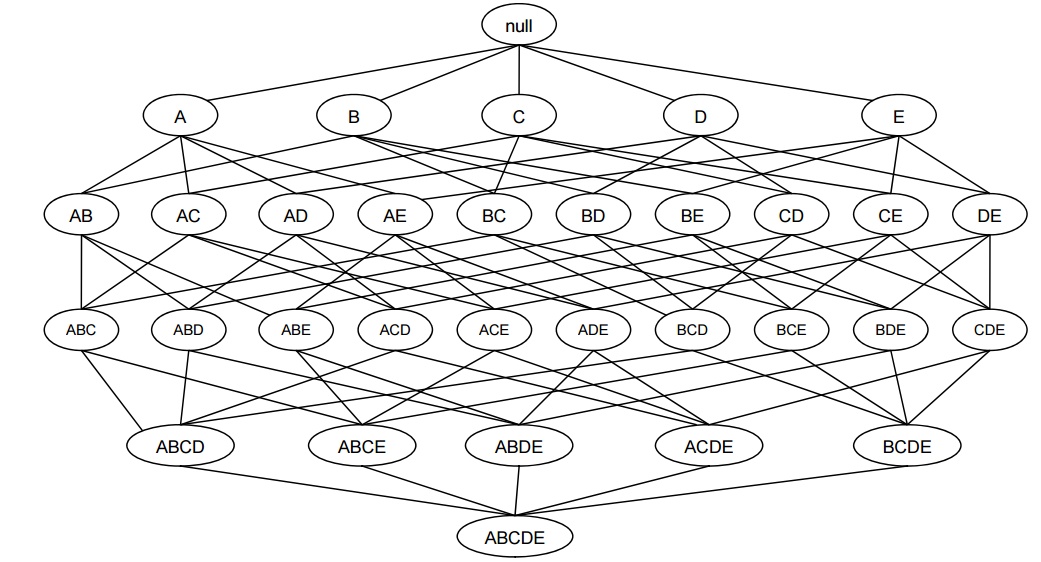 null
A B C D E
AB AC AD AE BC BD BE CD CE DE
ABC ABD ABE ACD ACE ADE BCD BCE BDE CDE
ABCD ABCE ABDE ACDE BCDE
ABCDE